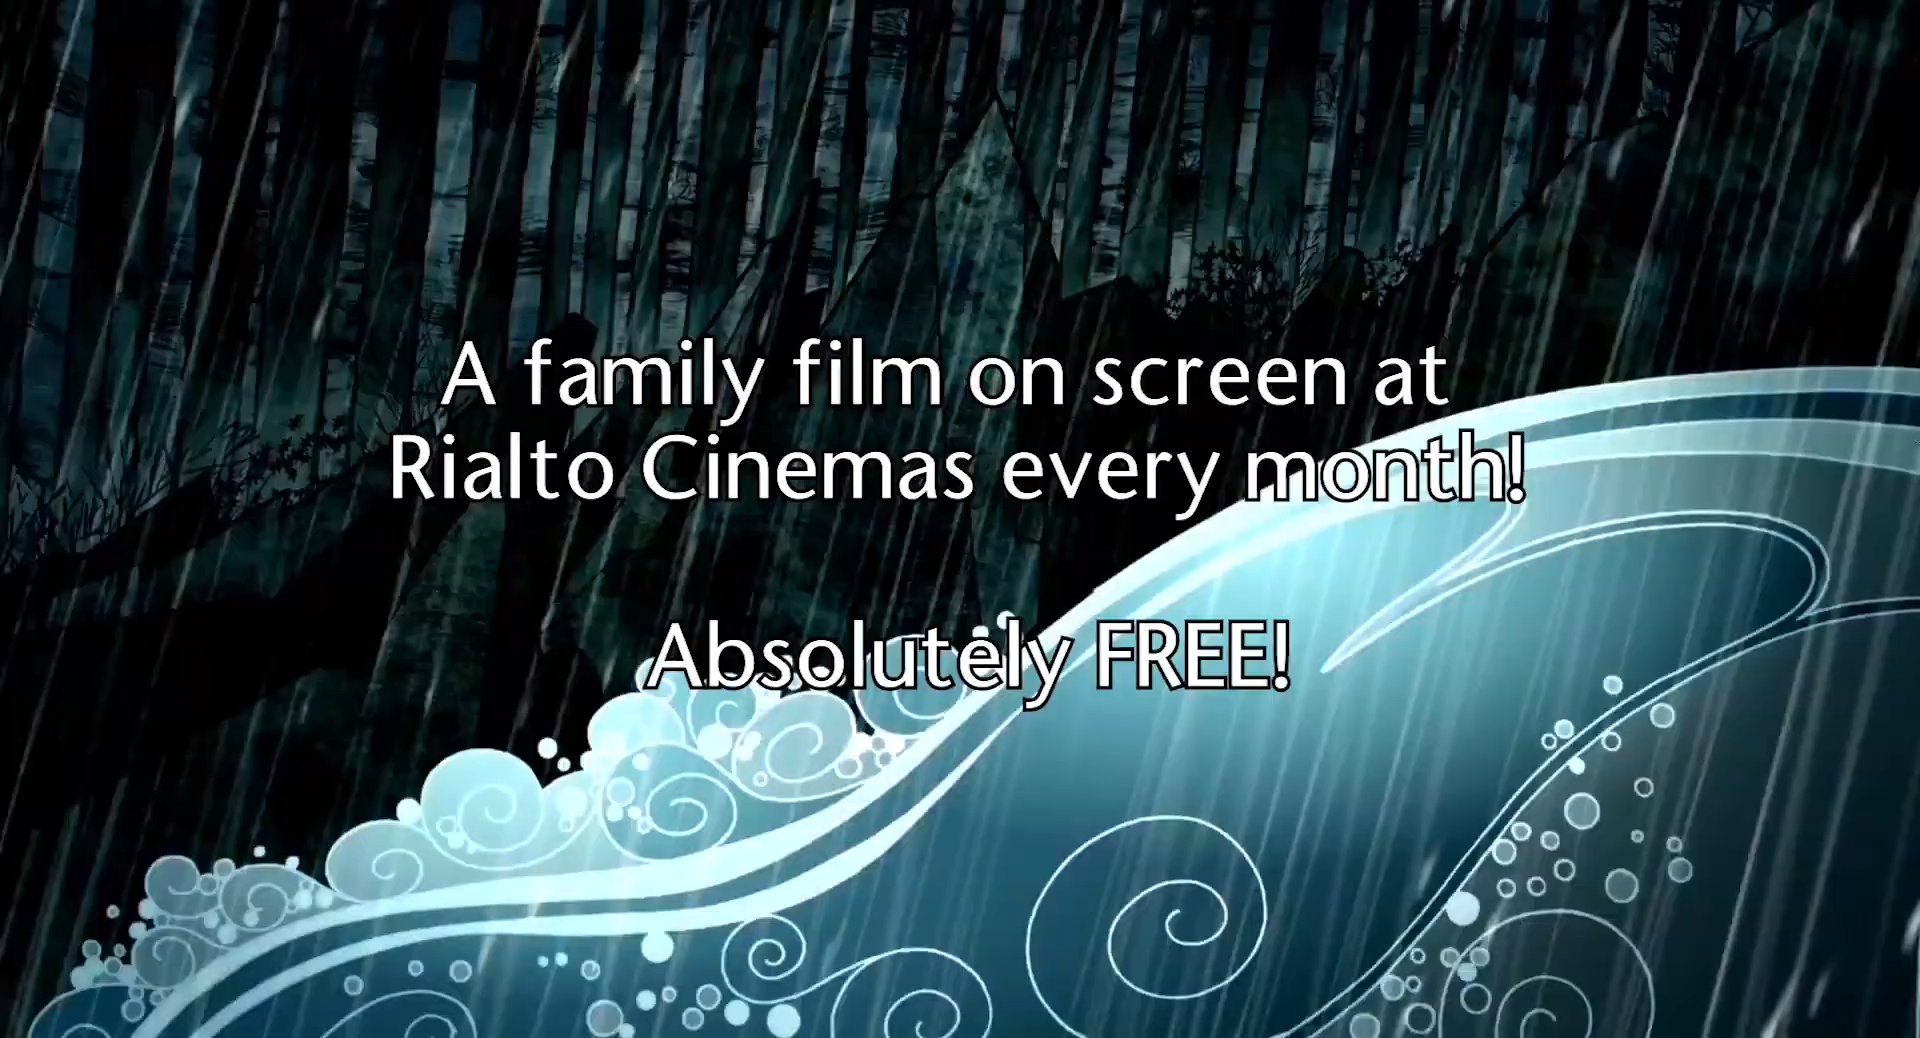 A family film on screen at
Rialto Cinemas every month!
Absolutely FREE!